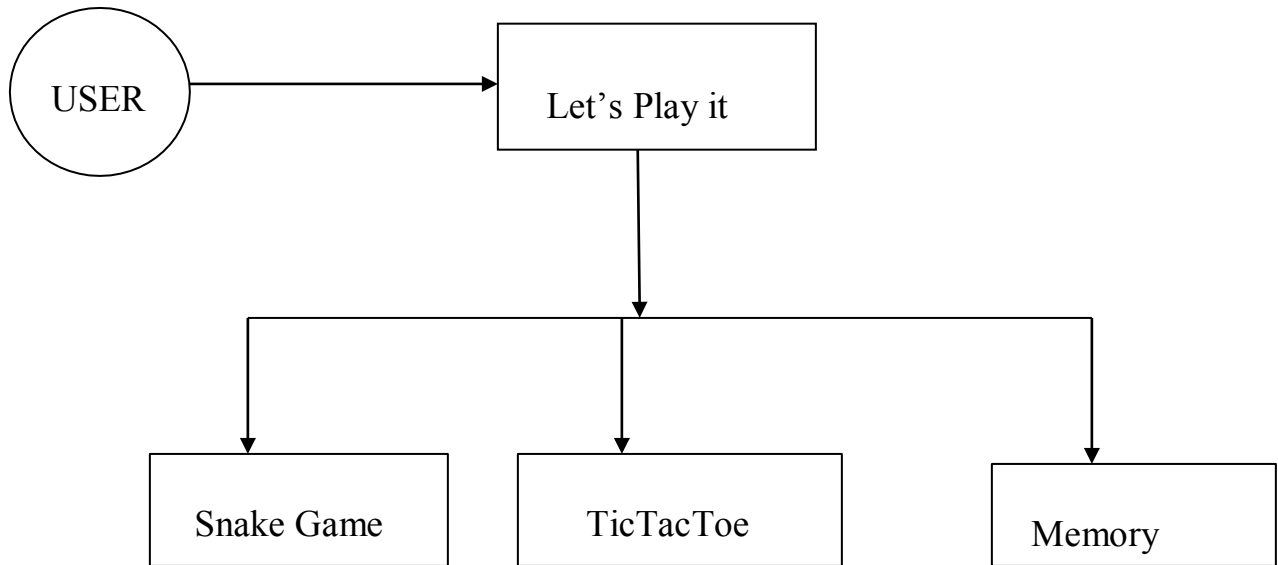 USER
Let’s Play it
Snake Game
TicTacToe
Memory